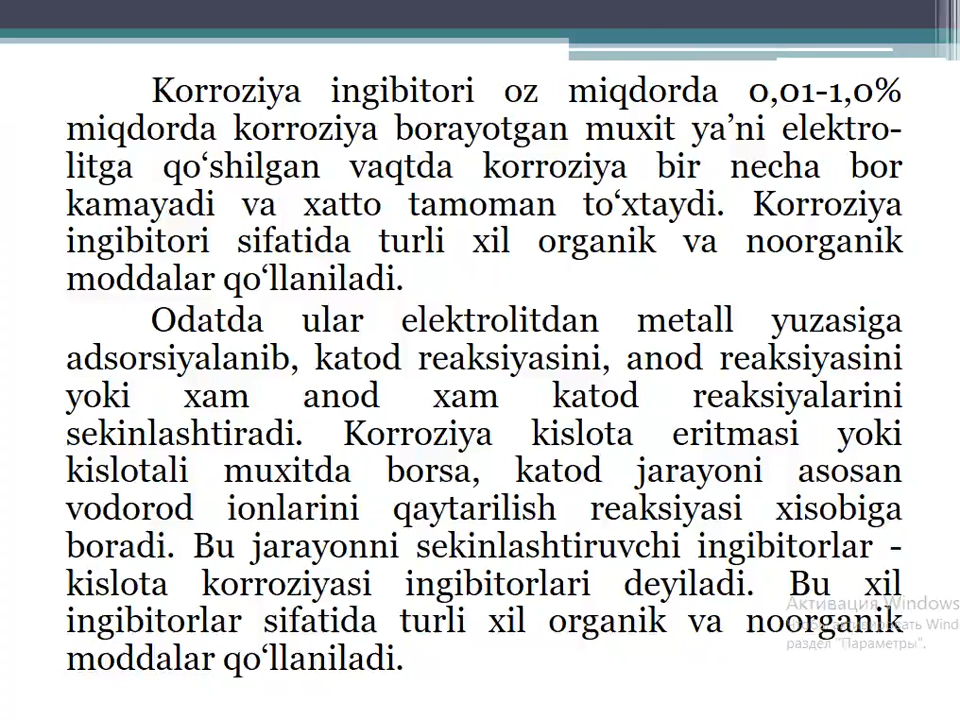 Korroziya ingibitori oz miqdorda 0,01-1,0%
miqdorda korroziya borayotgan muxit ya’ni elektro-
litga qo‘shilgan vaqtda korroziya bir necha bor
kamayadi va xatto tamoman to‘xtaydi. Korroziya
ingibitori sifatida turli xil organik va noorganik
moddalar qo‘llaniladi.
Odatda ular elektrolitdan metall yuzasiga
adsorsiyalanib, katod reaksiyasini, anod reaksiyasini
yoki xam anod xam katod reaksiyalarini
sekinlashtiradi. Korroziya kislota eritmasi yoki
kislotali muxitda borsa, katod jarayoni asosan
vodorod ionlarini qaytarilish reaksiyasi xisobiga
boradi. Bu jarayonni sekinlashtiruvchi ingibitorlar -
kislota korroziyasi ingibitorlari deyiladi. Bu xil
ingibitorlar sifatida turli xil organik va noorganik
moddalar qo‘llaniladi.
Активация Windows
раздел "Параметры".